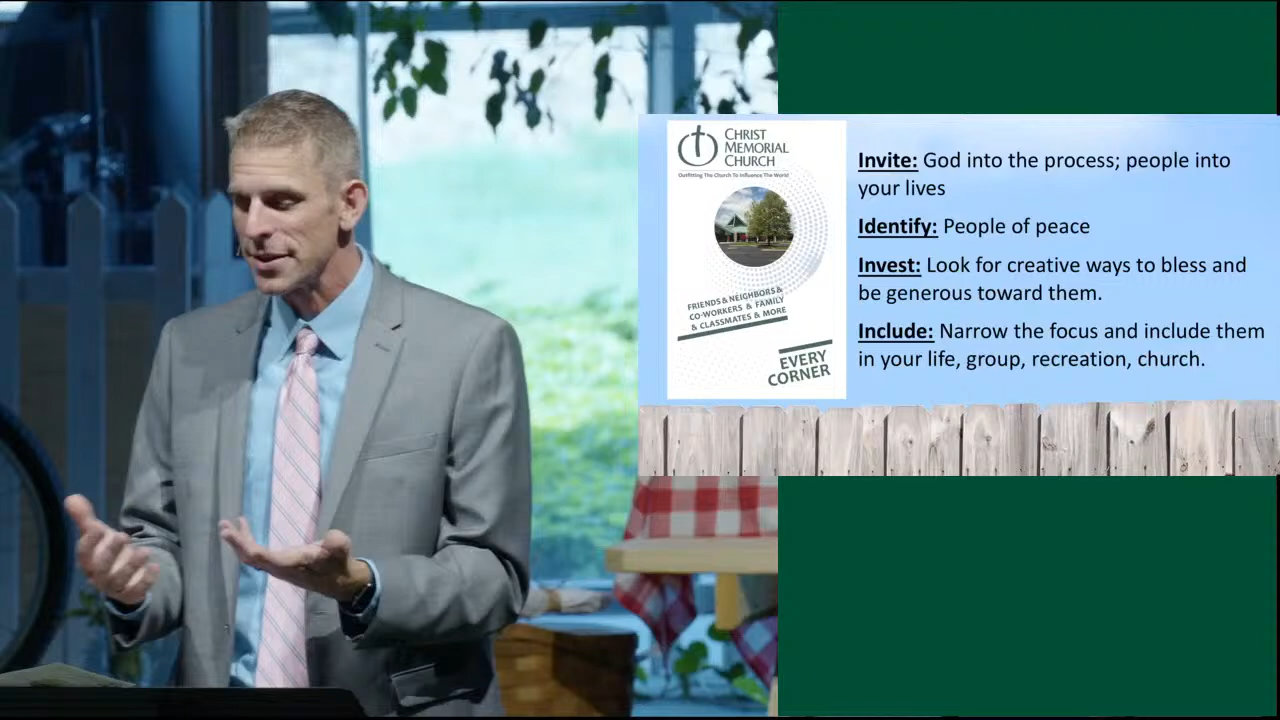 CHRIST
MEMORIAL
CHURCH
Outfitting The Church To Influence The World
FRIENDS & NEIGHBORS &
CO-WORKERS & FAMILY
& CLASSMATES & MORE
EVERY
CORNER
Invite: God into the process; people into
your lives
Identify: People of peace
Invest: Look for creative ways to bless and
be generous toward them.
Include: Narrow the focus and include them
in your life, group, recreation, church.